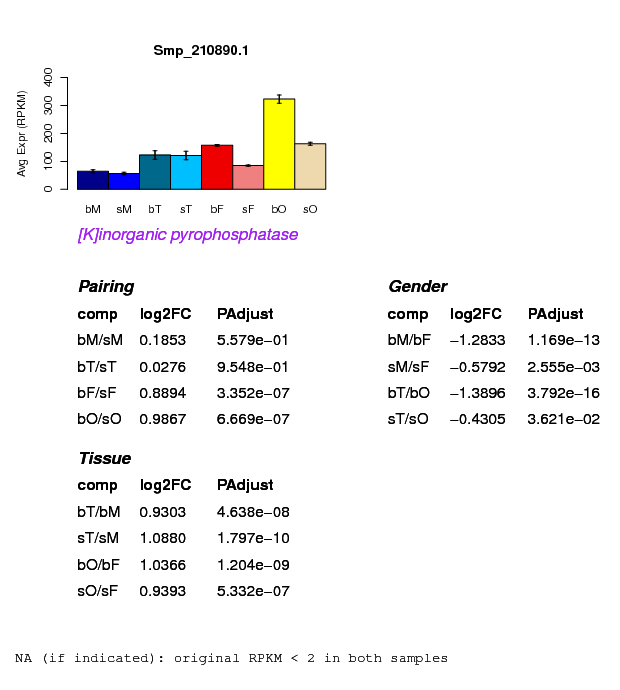 Smp_210890.1
Avg Expr (RPKM)
400
300
200
100
0
bM sM bT sT bF sF bO sO
[K]inorganic pyrophosphatase
Pairing
comp log2FC PAdjust
bM/sM 0.1853 5.579e−01
bT/sT 0.0276 9.548e−01
bF/sF 0.8894 3.352e−07
bO/sO 0.9867 6.669e−07
Gender
comp log2FC PAdjust
bM/bF −1.2833 1.169e−13
sM/sF −0.5792 2.555e−03
bT/bO −1.3896 3.792e−16
sT/sO −0.4305 3.621e−02
Tissue
comp log2FC PAdjust
bT/bM 0.9303 4.638e−08
sT/sM 1.0880 1.797e−10
bO/bF 1.0366 1.204e−09
sO/sF 0.9393 5.332e−07
NA (if indicated): original RPKM < 2 in both samples